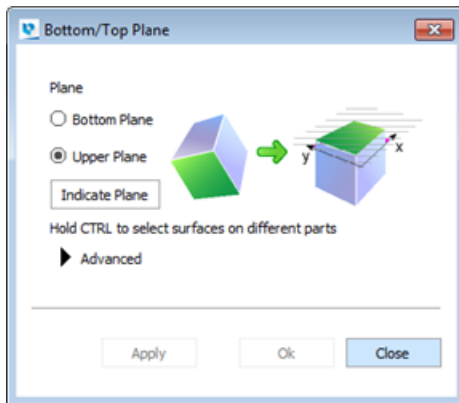 Bottom/Top Plane
Plane
Bottom Plane
Upper Plane
Indicate Plane
y
x
Hold CTRL to select surfaces on different parts
Advanced
Apply Ok Close